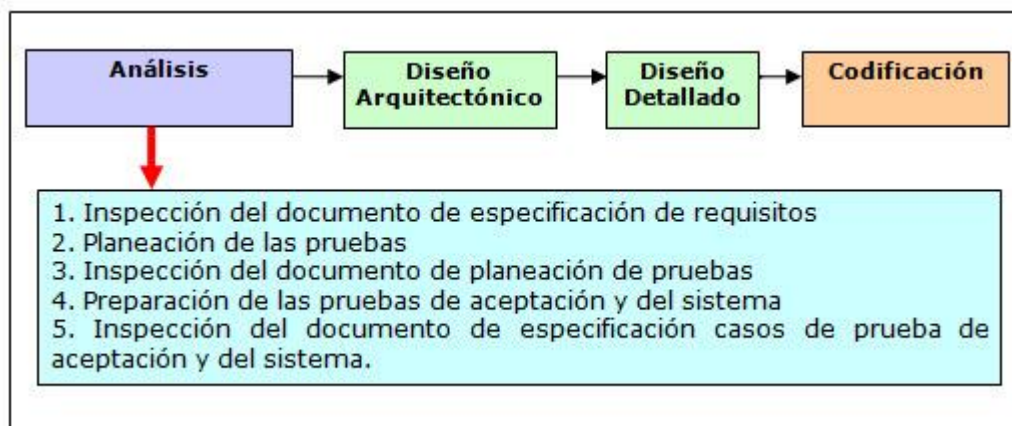 Análisis
Diseño
Arquitectónico
Diseño
Detallado
Codificación
1. Inspección del documento de especificación de requisitos
2. Planeación de las pruebas
3. Inspección del documento de planeación de pruebas
4. Preparación de las pruebas de aceptación y del sistema
5. Inspección del documento de especificación casos de prueba de
aceptación y del sistema.